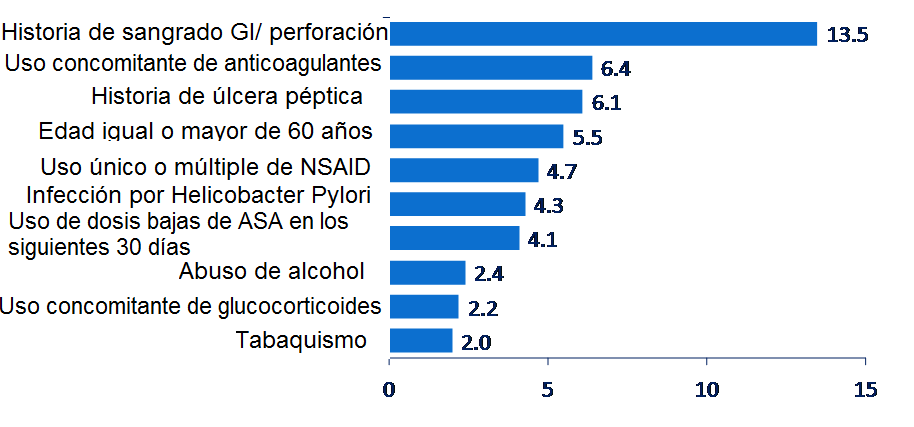 Historia de sangrado GI/ perforación
13.5
Uso concomitante de anticoagulantes
6.4
Historia de úlcera péptica
6.1
Edad igual o mayor de 60 años
5.5
Uso único o múltiple de NSAID
4.7
Infección por Helicobacter Pylori
4.3
Uso de dosis bajas de ASA en los
siguientes 30 días
4.1
Abuso de alcohol
2.4
Uso concomitante de glucocorticoides
2.2
Tabaquismo
2.0
0 5 10 15